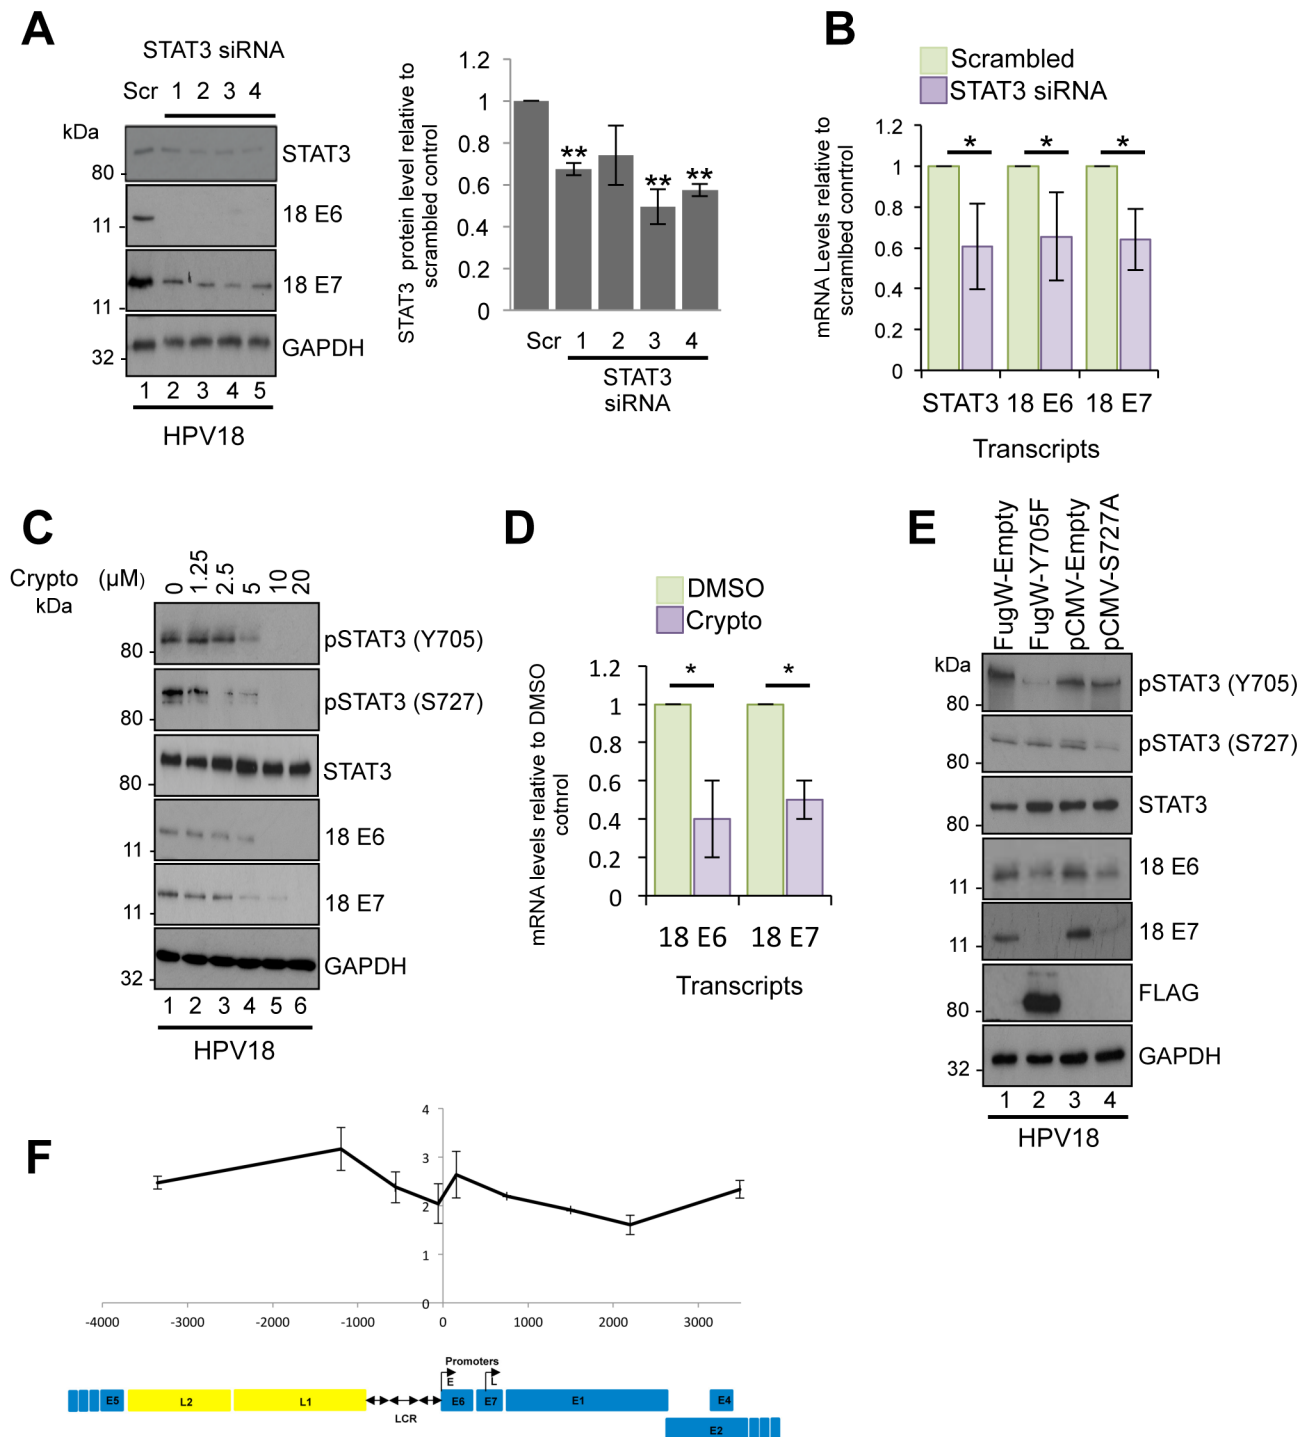 A
STAT3 siRNA
Scr 1 2 3 4
kDa
STAT3
80
18 E6
11
18 E7
11
GAPDH
32
1 2 3 4 5
HPV18
STAT3 protein level relative to
scrambled control
1.2
1
0.8
0.6
0.4
0.2
0
**
**
**
Scr 1 2 3 4
STAT3
siRNA
B
Scrambled
STAT3 siRNA
mRNA Levels relative to
scramlbed conrtrol
1.2
1
0.8
0.6
0.4
0.2
0
* * *
STAT3 18 E6 18 E7
Transcripts
C
Crypto (µM) 0 1.25 2.5 5 10 20
kDa
pSTAT3 (Y705)
80
pSTAT3 (S727)
80
STAT3
80
18 E6
11
18 E7
11
GAPDH
32
1 2 3 4 5 6
HPV18
D
DMSO
Crypto
mRNA levels relative to DMSO
cotnrol
1.2
1
0.8
0.6
0.4
0.2
0
* *
18 E6 18 E7
Transcripts
E
FugW-Empty
FugW-Y705F
pCMV-Empty
pCMV-S727A
kDa
pSTAT3 (Y705)
80
pSTAT3 (S727)
80
STAT3
80
18 E6
11
18 E7
11
FLAG
80
GAPDH
32
1 2 3 4
HPV18
F
4
3
2
1
0
-4000 -3000 -2000 -1000 0 1000 2000 3000
Promoters
E L
E5 L2 L1 E6 E7 E1 E4
LCR
E2